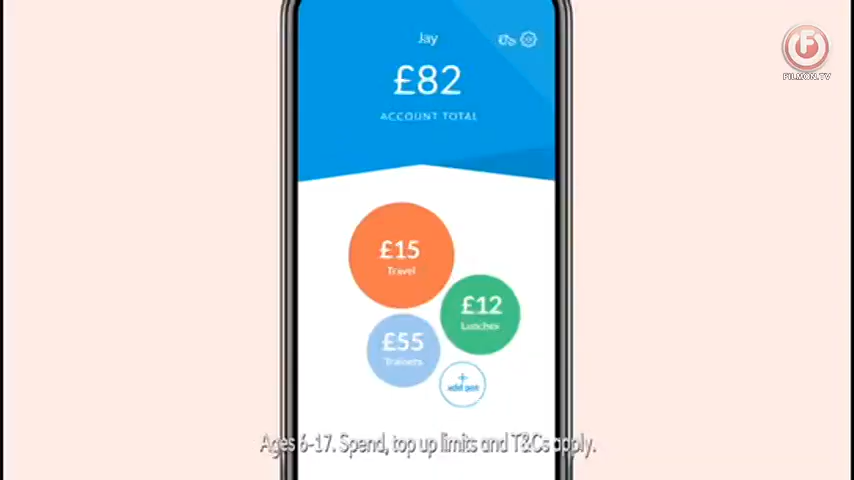 Jay
£82
ACCOUNT TOTAL
£15
Travel
£12
Lunches
£55
Trainers
+
add pot
Ages 6-17. Spend, top up limits and T&Cs apply.
F
FILMON.TV